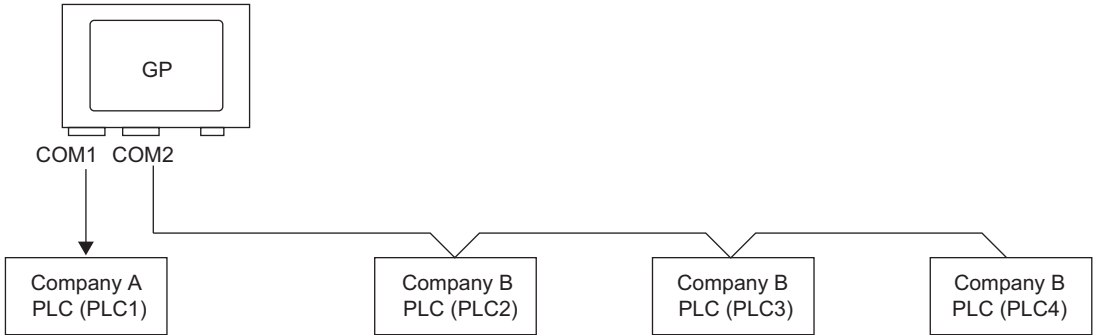 GP
COM1 COM2
Company A
PLC (PLC1)
Company B
PLC (PLC2)
Company B
PLC (PLC3)
Company B
PLC (PLC4)